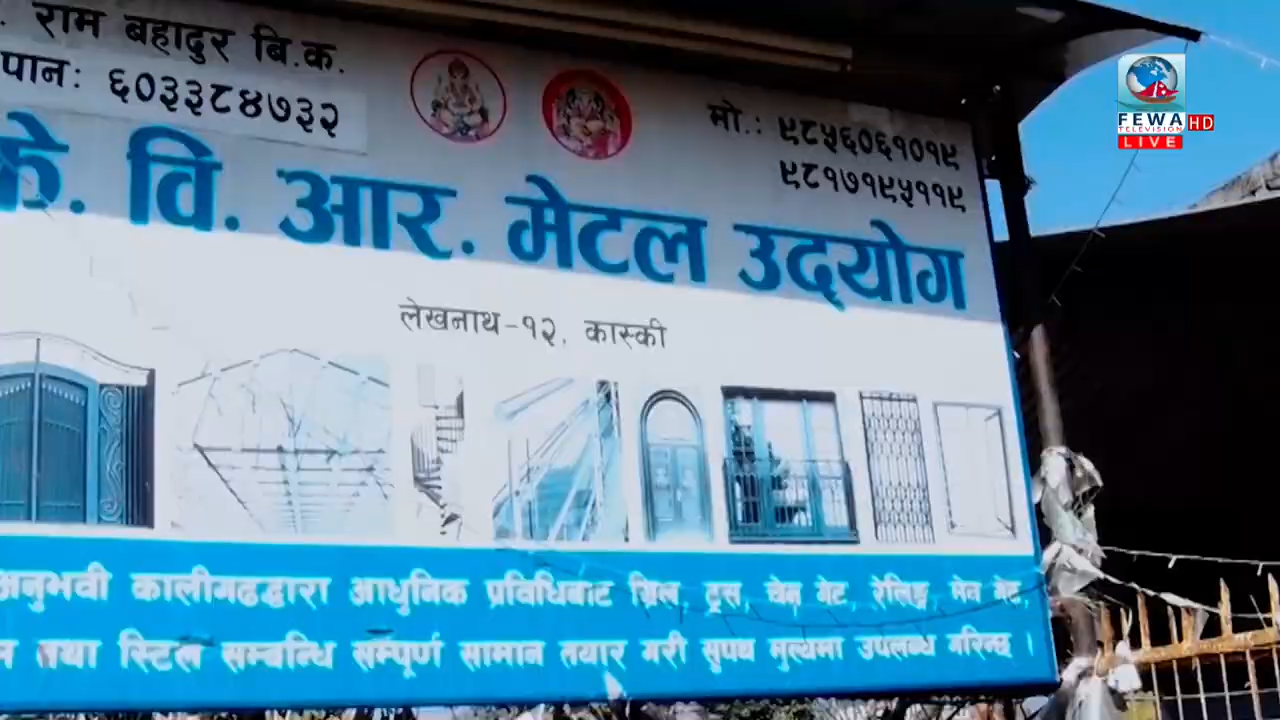 . राम बहादुर बि.क.
पान: ६०३३८४७३२
मो.: ९८५६०६१०१९
९८१७१९५११९
के. वि. आर. मेटल उद्योग
लेखनाथ-१२, कास्की
अनुभवी कालीगढद्वारा आधुनिक प्रविधिबाट ग्रिल, ट्रस, चेन गेट, रेलिङ्ग, मेन गेट,
तथा स्टिल सम्बन्धि सम्पूर्ण सामान तयार गरी सुपथ मुल्यमा उपलब्ध गरिन्छ ।
FEWA HD
TELEVISION
LIVE